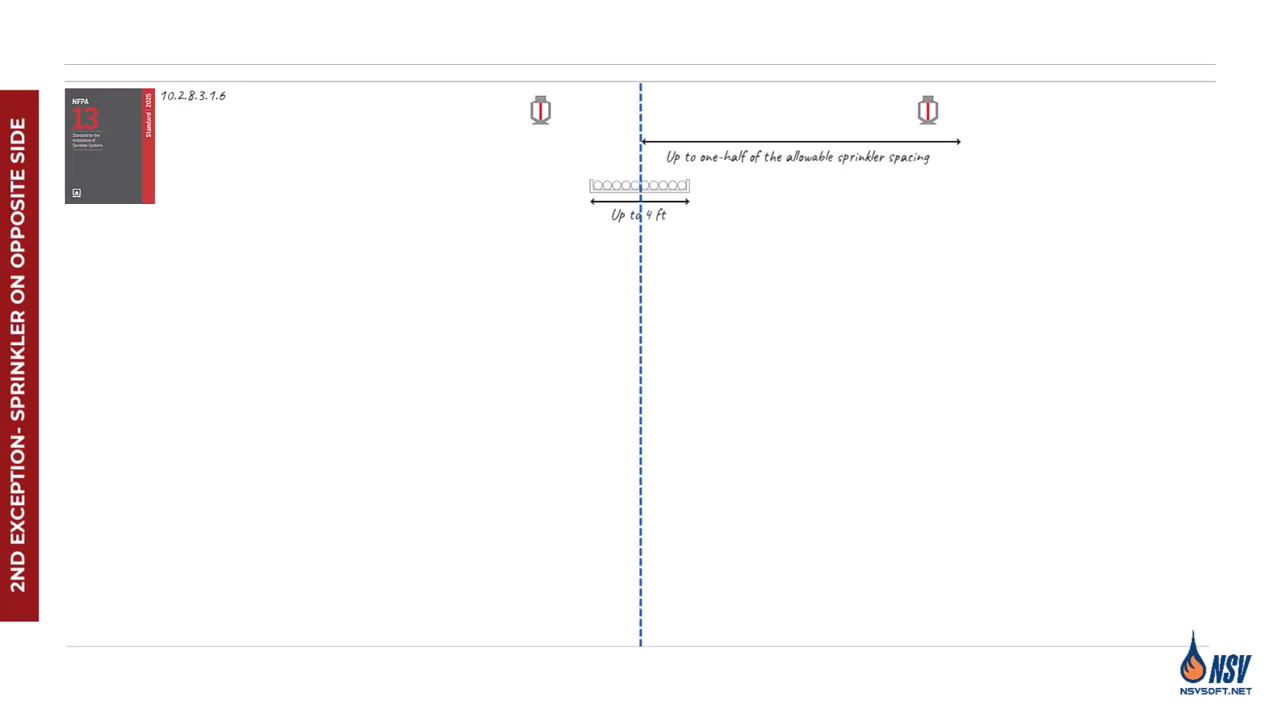 2ND EXCEPTION- SPRINKLER ON OPPOSITE SIDE
NFPA
13
Standard for the
Installation of
Sprinkler Systems
Standard | 2025
10.2.8.3.1.6
Up to one-half of the allowable sprinkler spacing
Up to 4 ft
NSV
NSVSOFT.NET